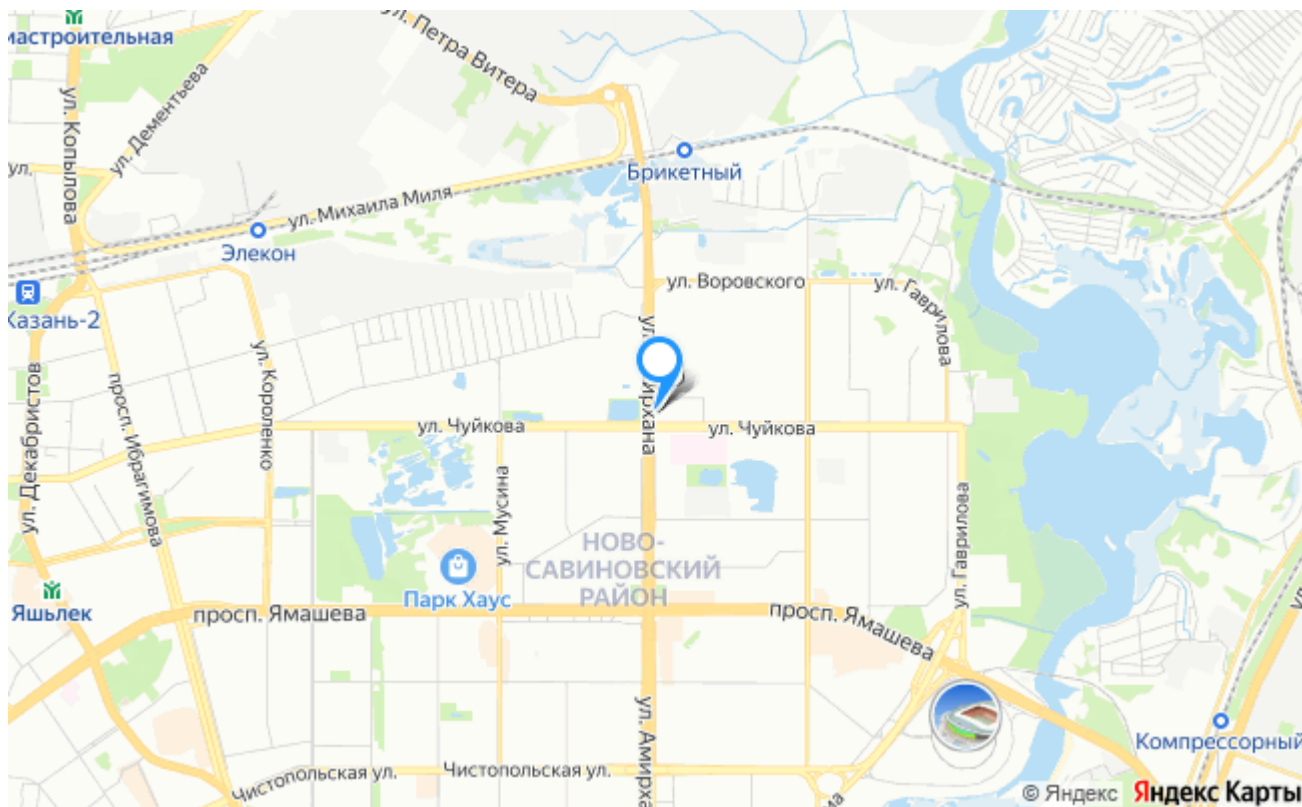 иастроительная
ул. Петра Витера
ул. Дементьева
ул. Копылова
ул.
Брикетный
ул. Михаила Миля
Элекон
ул. Воровского
ул. Гаврилова
Казань-2
ул. Короленко
просп. Ибрагимова
ул. Декабристов
ул. Чуйкова
ул. Чуйкова
ул. Мусина
ул. Гаврилова
НОВО-
САВИНОВСКИЙ
РАЙОН
Парк Хаус
Яшьлек
просп. Ямашева
просп. Ямашева
ул. Амирха
Компрессорный
Чистопольская ул.
Чистопольская ул.
© Яндекс Яндекс Карты